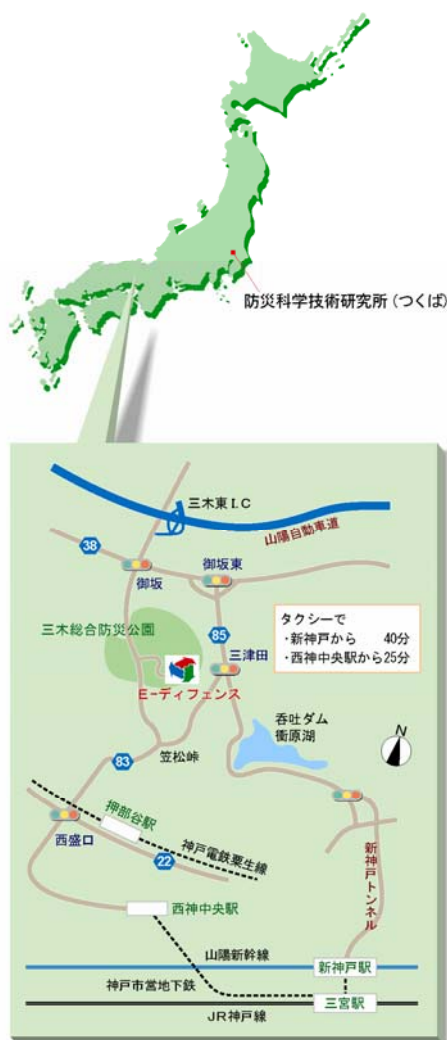 防災科学技術研究所（つくば）
三木東I.C
山陽自動車道
38
御坂東
御坂
三木総合防災公園
85
三津田
タクシーで
・新神戸から 40分
・西神中央駅から25分
E-ディフェンス
呑吐ダム
衝原湖
N
笠松峠
83
押部谷駅
神戸電鉄粟生線
西盛口
22
新神戸トンネル
西神中央駅
山陽新幹線
新神戸駅
神戸市営地下鉄
三宮駅
JR神戸線